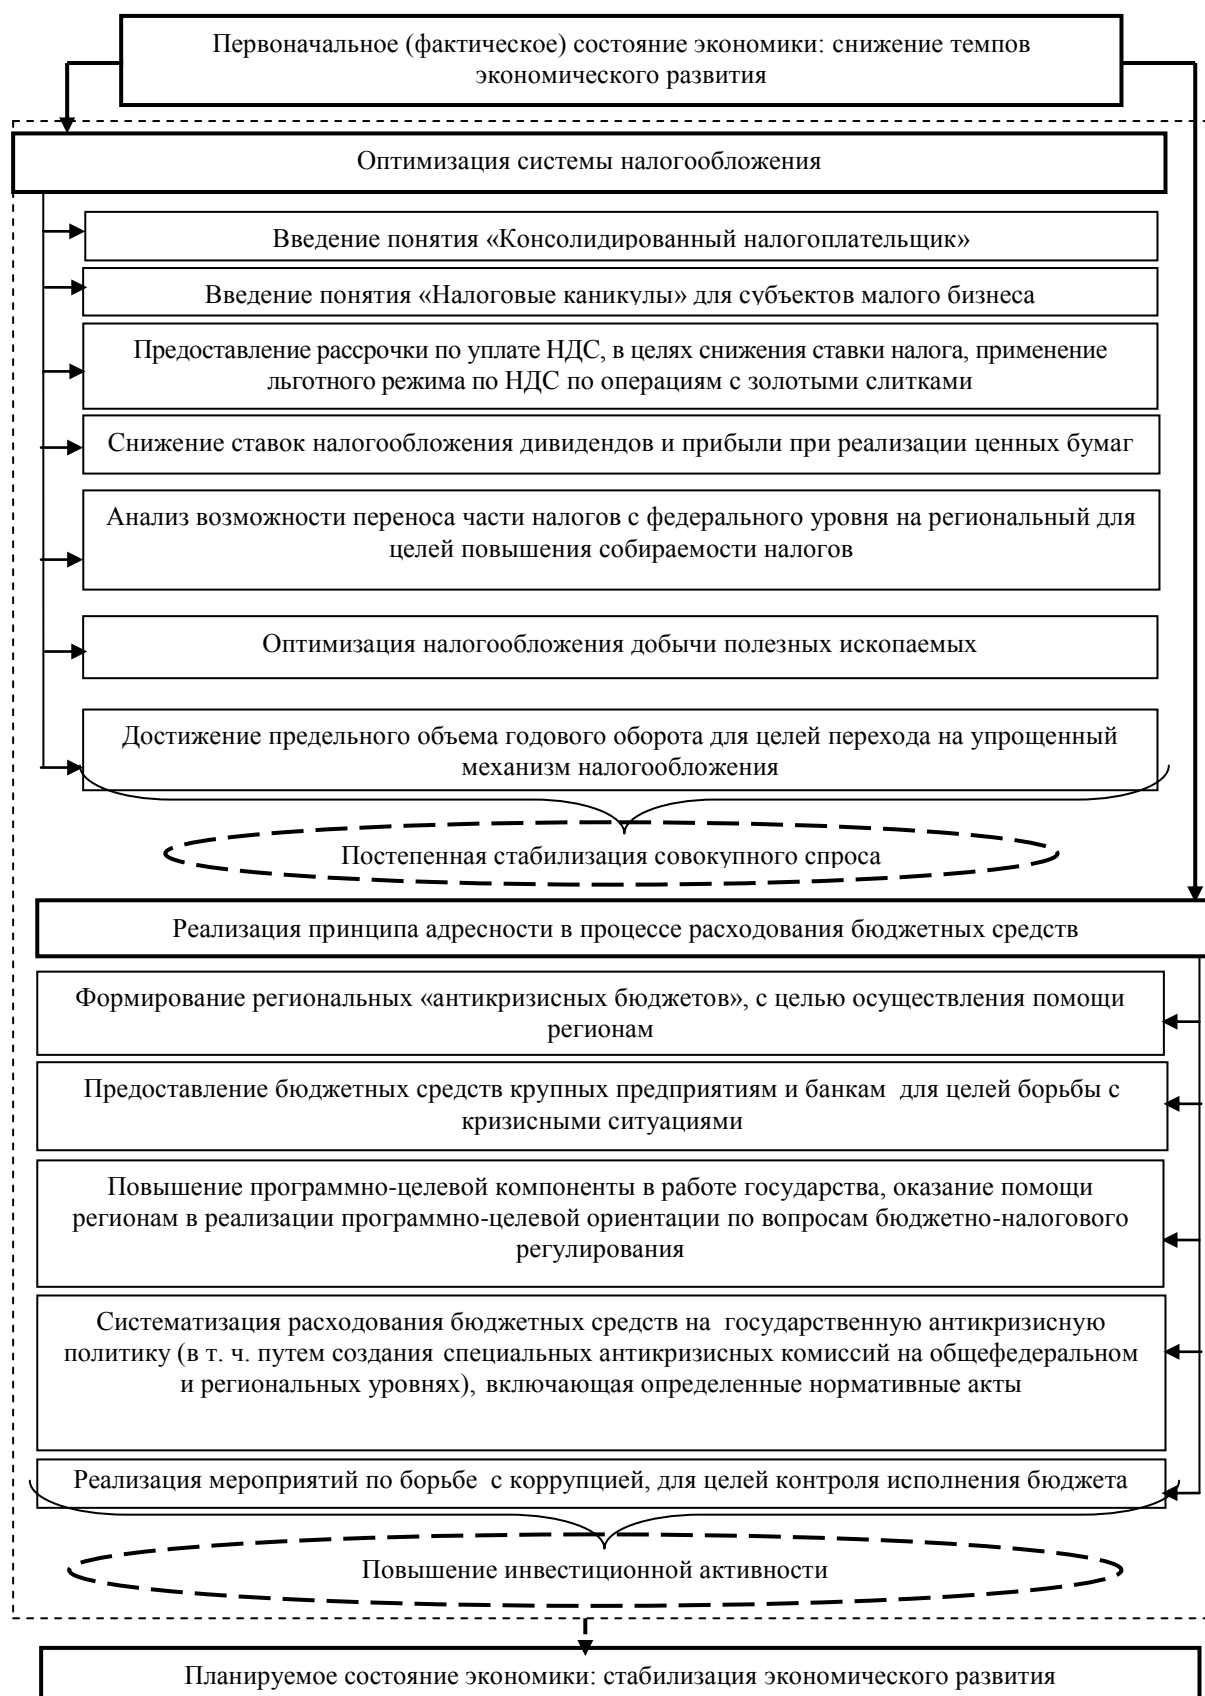 Первоначальное (фактическое) состояние экономики: снижение темпов
экономического развития
Оптимизация системы налогообложения
Введение понятия «Консолидированный налогоплательщик»
Введение понятия «Налоговые каникулы» для субъектов малого бизнеса
Предоставление рассрочки по уплате НДС, в целях снижения ставки налога, применение
льготного режима по НДС по операциям с золотыми слитками
Снижение ставок налогообложения дивидендов и прибыли при реализации ценных бумаг
Анализ возможности переноса части налогов с федерального уровня на региональный для
целей повышения собираемости налогов
Оптимизация налогообложения добычи полезных ископаемых
Достижение предельного объема годового оборота для целей перехода на упрощенный
механизм налогообложения
Постепенная стабилизация совокупного спроса
Реализация принципа адресности в процессе расходования бюджетных средств
Формирование региональных «антикризисных бюджетов», с целью осуществления помощи
регионам
Предоставление бюджетных средств крупных предприятиям и банкам для целей борьбы с
кризисными ситуациями
Повышение программно-целевой компоненты в работе государства, оказание помощи
регионам в реализации программно-целевой ориентации по вопросам бюджетно-налогового
регулирования
Систематизация расходования бюджетных средств на государственную антикризисную
политику (в т. ч. путем создания специальных антикризисных комиссий на общефедеральном
и региональных уровнях), включающая определенные нормативные акты
Реализация мероприятий по борьбе с коррупцией, для целей контроля исполнения бюджета
Повышение инвестиционной активности
Планируемое состояние экономики: стабилизация экономического развития